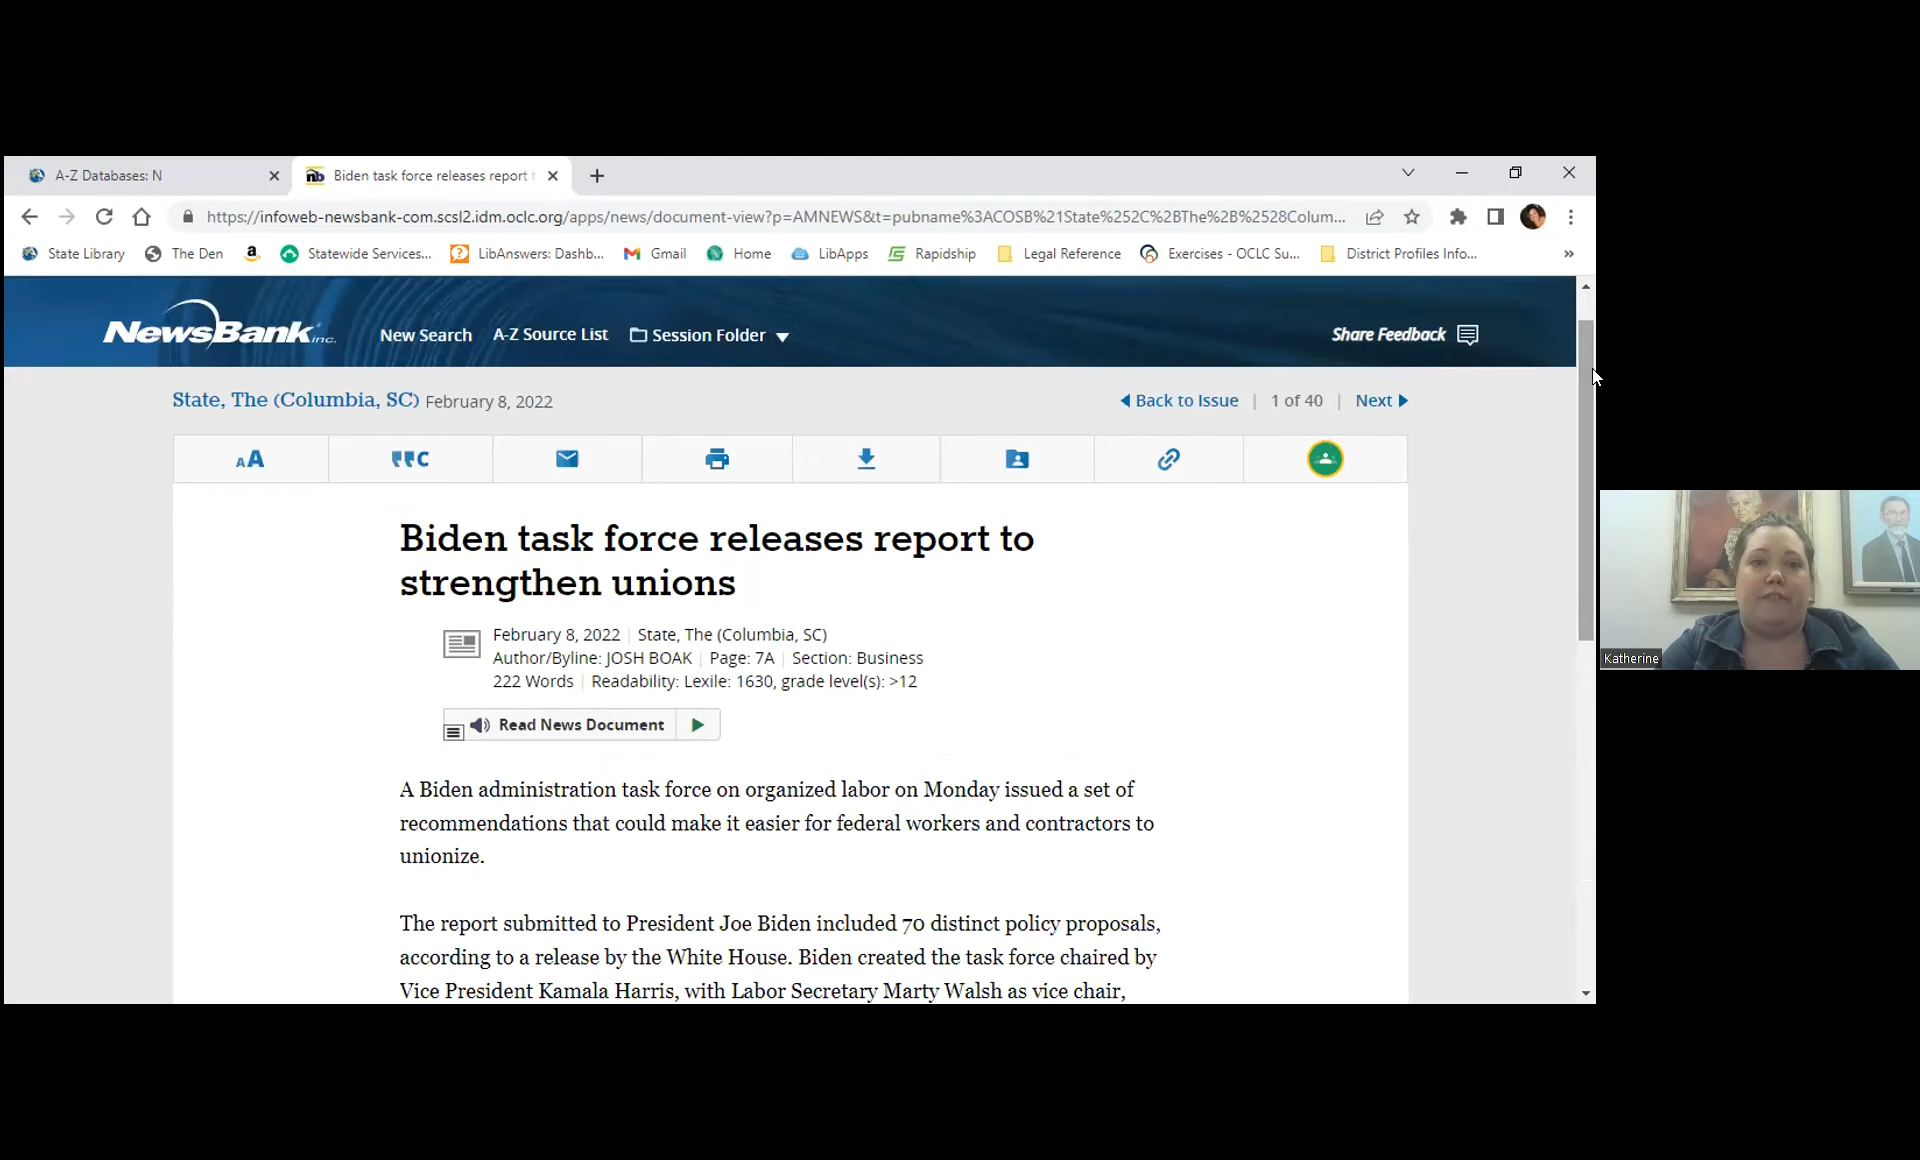 A-Z Databases: N
Biden task force releases report t
https://infoweb-newsbank-com.scsl2.idm.oclc.org/apps/news/document-view?p=AMNEWS&t=pubname%3ACOSB%21State%252C%2BThe%2B%2528Colum...
State Library
The Den
a
Statewide Services...
LibAnswers: Dashb...
Gmail
Home
LibApps
Rapidship
Legal Reference
Exercises - OCLC Su...
District Profiles Info...
»
NewsBank inc.
New Search
A-Z Source List
Session Folder
Share Feedback
State, The (Columbia, SC) February 8, 2022
Back to Issue | 1 of 40 | Next
AA
C
Biden task force releases report to
strengthen unions
February 8, 2022 | State, The (Columbia, SC)
Author/Byline: JOSH BOAK | Page: 7A | Section: Business
222 Words | Readability: Lexile: 1630, grade level(s): >12
Read News Document
A Biden administration task force on organized labor on Monday issued a set of
recommendations that could make it easier for federal workers and contractors to
unionize.
The report submitted to President Joe Biden included 70 distinct policy proposals,
according to a release by the White House. Biden created the task force chaired by
Vice President Kamala Harris, with Labor Secretary Marty Walsh as vice chair,
Katherine